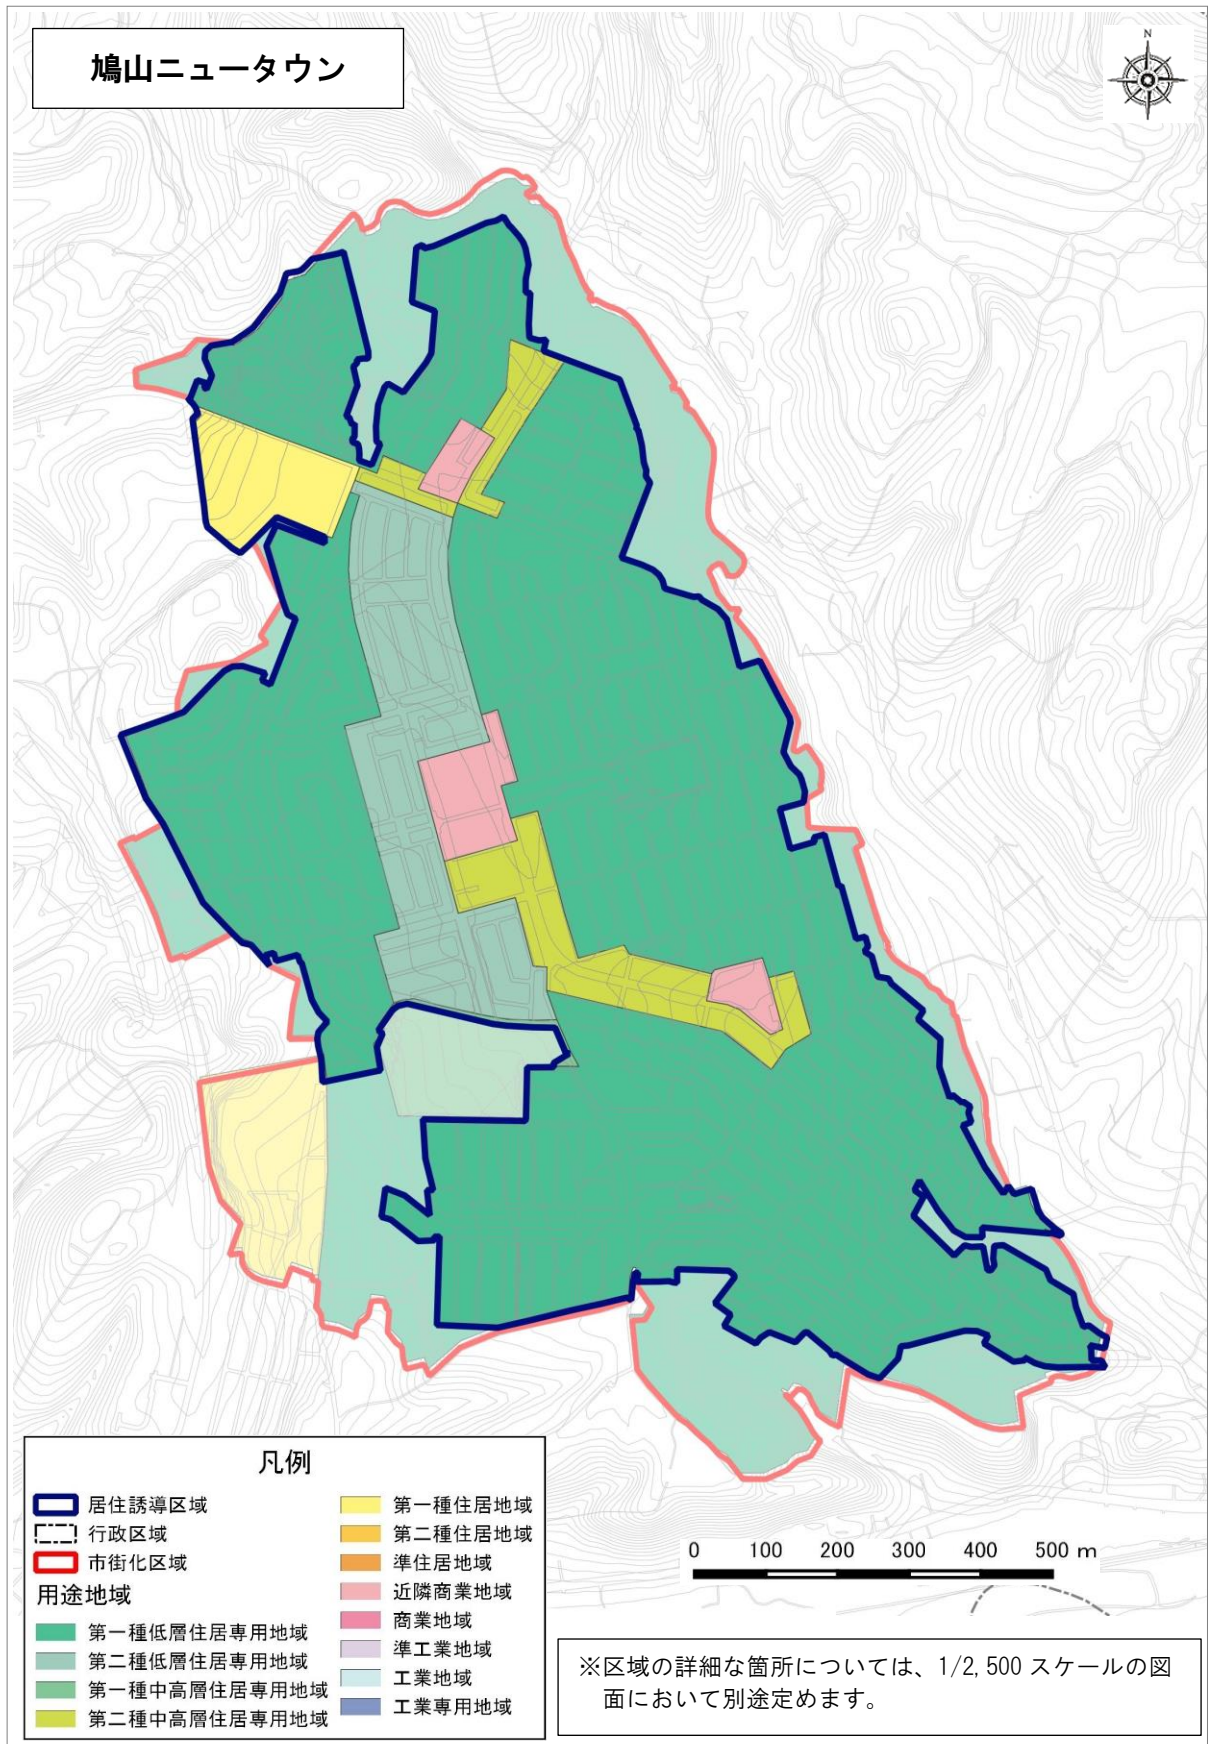 鳩山ニュータウン
N
凡例
居住誘導区域
行政区域
市街化区域
用途地域
第一種低層住居専用地域
第二種低層住居専用地域
第一種中高層住居専用地域
第二種中高層住居専用地域
第一種住居地域
第二種住居地域
準住居地域
近隣商業地域
商業地域
準工業地域
工業地域
工業専用地域
0 100 200 300 400 500 m
※区域の詳細な箇所については、1/2,500 スケールの図
面において別途定めます。